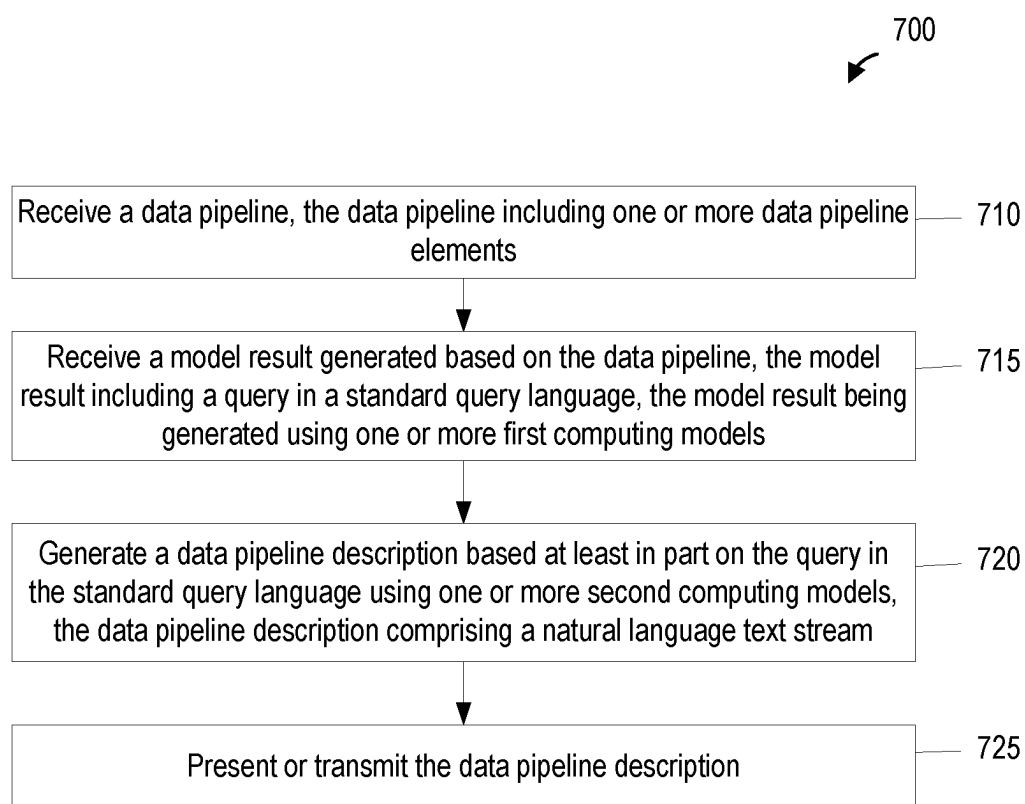 700
Receive a data pipeline, the data pipeline including one or more data pipeline
elements
710
Receive a model result generated based on the data pipeline, the model
result including a query in a standard query language, the model result being
generated using one or more first computing models
715
Generate a data pipeline description based at least in part on the query in
the standard query language using one or more second computing models,
the data pipeline description comprising a natural language text stream
720
Present or transmit the data pipeline description
725